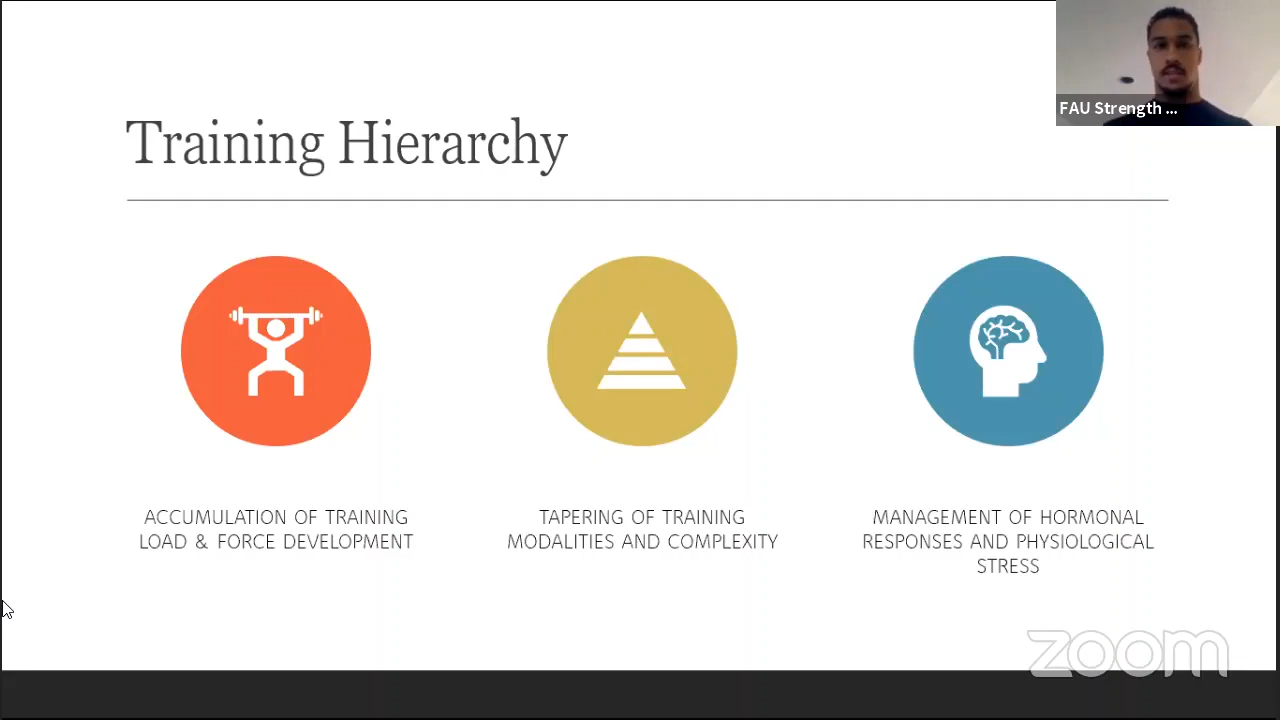 FAU Strength ...
Training Hierarchy
ACCUMULATION OF TRAINING
LOAD & FORCE DEVELOPMENT
TAPERING OF TRAINING
MODALITIES AND COMPLEXITY
MANAGEMENT OF HORMONAL
RESPONSES AND PHYSIOLOGICAL
STRESS
zoom